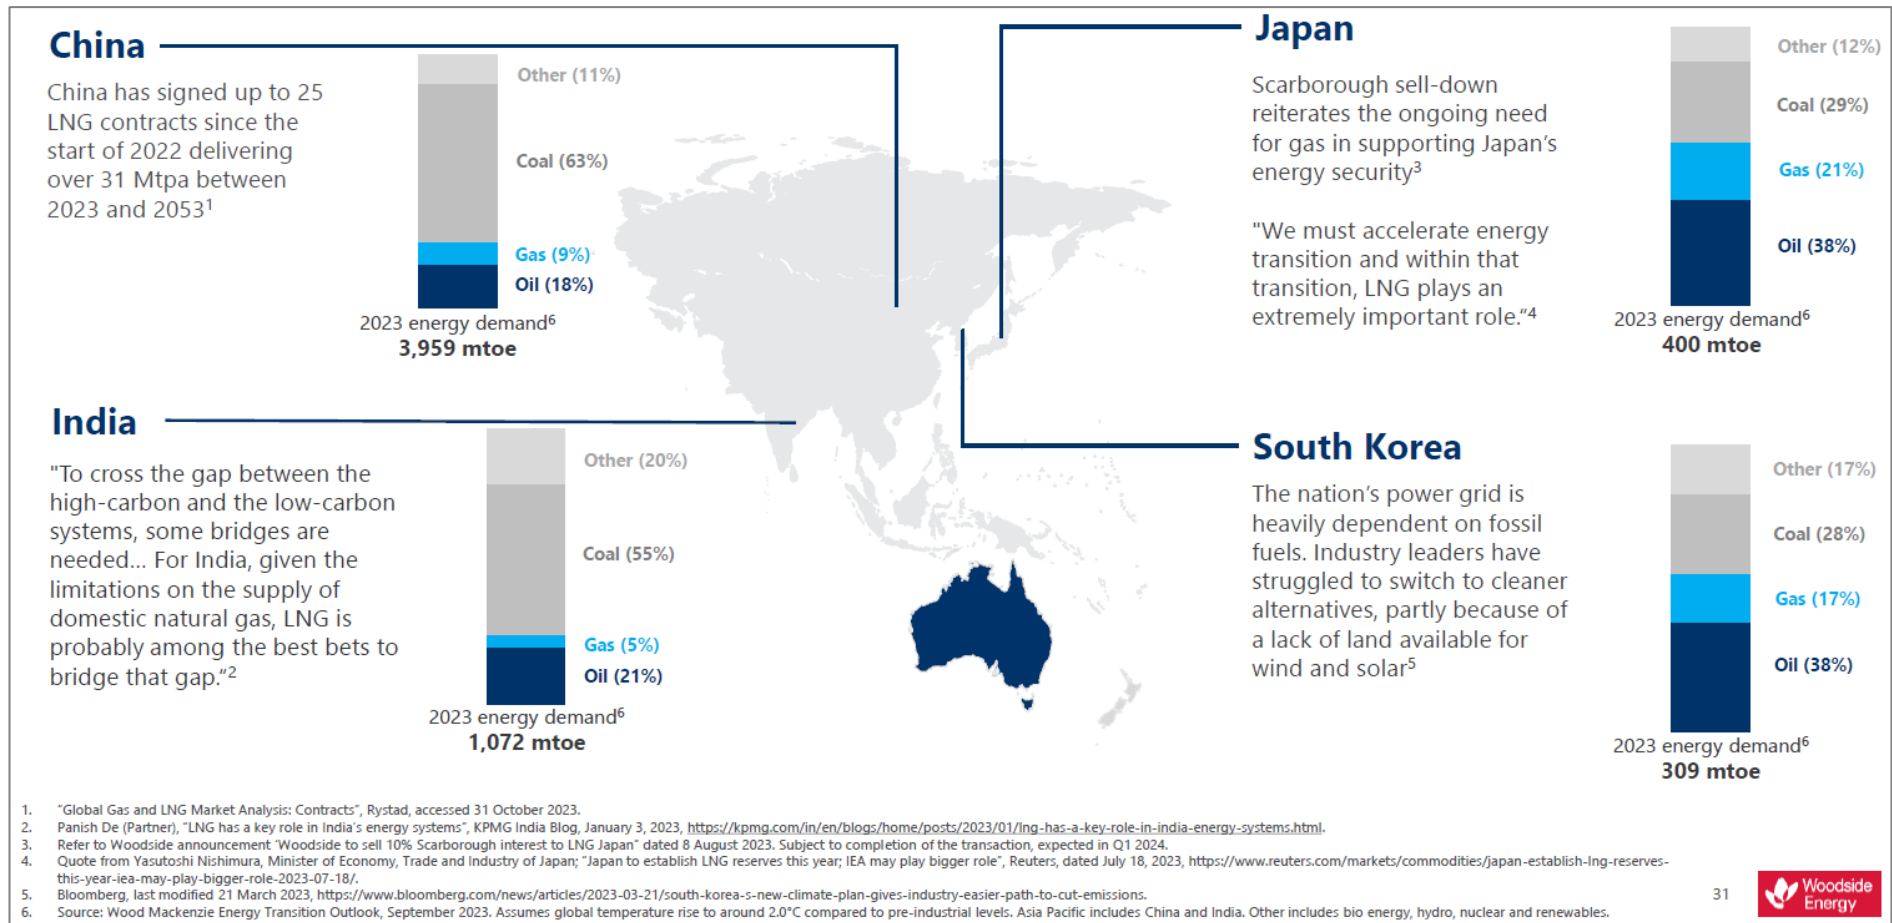 China
China has signed up to 25
LNG contracts since the
start of 2022 delivering
over 31 Mtpa between
2023 and 2053¹
Other (11%)
Coal (63%)
Gas (9%)
Oil (18%)
2023 energy demand⁶
3,959 mtoe
Japan
Scarborough sell-down
reiterates the ongoing need
for gas in supporting Japan's
energy security³
"We must accelerate energy
transition and within that
transition, LNG plays an
extremely important role."⁴
Other (12%)
Coal (29%)
Gas (21%)
Oil (38%)
2023 energy demand⁶
400 mtoe
India
"To cross the gap between the
high-carbon and the low-carbon
systems, some bridges are
needed... For India, given the
limitations on the supply of
domestic natural gas, LNG is
probably among the best bets to
bridge that gap."²
Other (20%)
Coal (55%)
Gas (5%)
Oil (21%)
2023 energy demand⁶
1,072 mtoe
South Korea
The nation's power grid is
heavily dependent on fossil
fuels. Industry leaders have
struggled to switch to cleaner
alternatives, partly because of
a lack of land available for
wind and solar⁵
Other (17%)
Coal (28%)
Gas (17%)
Oil (38%)
2023 energy demand⁶
309 mtoe
1. "Global Gas and LNG Market Analysis: Contracts", Rystad, accessed 31 October 2023.
2. Panish De (Partner), "LNG has a key role in India's energy systems", KPMG India Blog, January 3, 2023, https://kpmg.com/in/en/blogs/home/posts/2023/01/lng-has-a-key-role-in-india-energy-systems.html.
3. Refer to Woodside announcement 'Woodside to sell 10% Scarborough interest to LNG Japan" dated 8 August 2023. Subject to completion of the transaction, expected in Q1 2024.
4. Quote from Yasutoshi Nishimura, Minister of Economy, Trade and Industry of Japan; "Japan to establish LNG reserves this year; IEA may play bigger role", Reuters, dated July 18, 2023, https://www.reuters.com/markets/commodities/japan-establish-lng-reserves-
this-year-iea-may-play-bigger-role-2023-07-18/.
5. Bloomberg, last modified 21 March 2023, https://www.bloomberg.com/news/articles/2023-03-21/south-korea-s-new-climate-plan-gives-industry-easier-path-to-cut-emissions.
6. Source: Wood Mackenzie Energy Transition Outlook, September 2023. Assumes global temperature rise to around 2.0°C compared to pre-industrial levels. Asia Pacific includes China and India. Other includes bio energy, hydro, nuclear and renewables.
31
Woodside
Energy